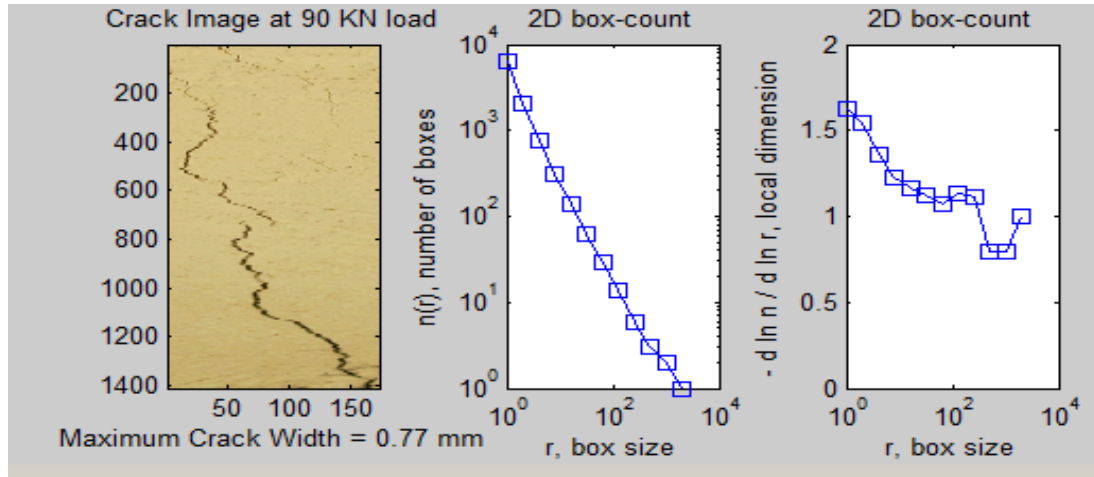 Crack Image at 90 KN load
200
400
600
800
1000
1200
1400
50 100 150
Maximum Crack Width = 0.77 mm
2D box-count
n(r), number of boxes
10^4
10^3
10^2
10^1
10^0
10^0 10^2 10^4
r, box size
2D box-count
- d ln n / d ln r, local dimension
2
1.5
1
0.5
0
10^0 10^2 10^4
r, box size